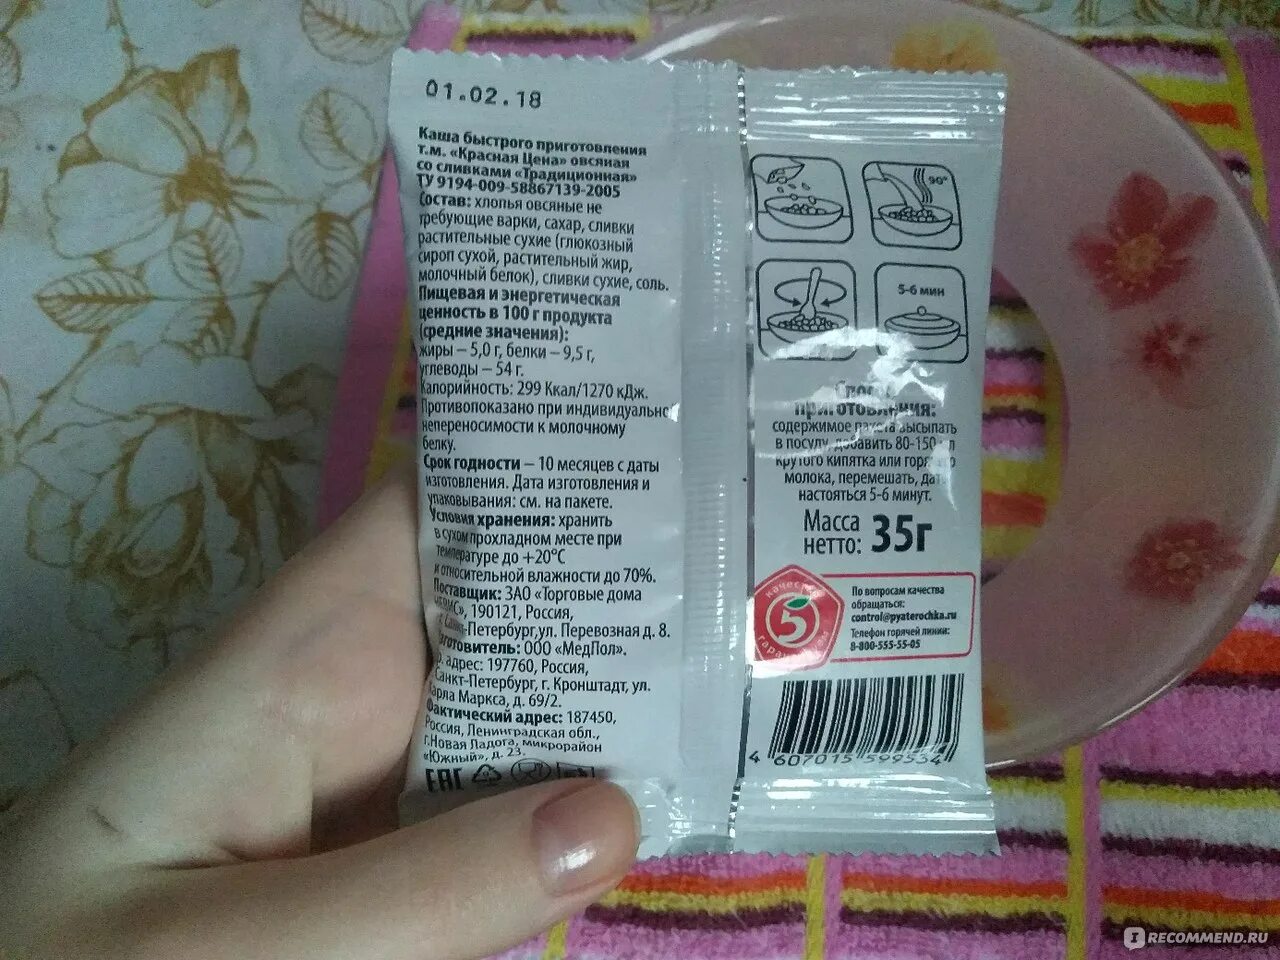 01.02.18
Каша быстрого приготовления
т.м. «Красная Цена» овсяная
со сливками «Традиционная»
ТУ 9194-009-58867139-2005
Состав: хлопья овсяные не
требующие варки, сахар, сливки
растительные сухие (глюкозный
сироп сухой, растительный жир,
молочный белок), сливки сухие, соль.
Пищевая и энергетическая
ценность в 100 г продукта
(средние значения):
жиры – 5,0 г, белки – 9,5 г,
углеводы – 54 г.
Калорийность: 299 Ккал/1270 кДж.
Противопоказано при индивидуально
непереносимости к молочному
белку.
Срок годности – 10 месяцев с даты
изготовления. Дата изготовления и
упаковывания: см. на пакете.
Условия хранения: хранить
в сухом прохладном месте при
температуре до +20°С
и относительной влажности до 70%.
Поставщик: ЗАО «Торговые дома
190121, Россия,
г. Санкт-Петербург,ул. Перевозная д. 8.
Изготовитель: ООО «МедПол».
адрес: 197760, Россия,
Санкт-Петербург, г. Кронштадт, ул.
Карла Маркса, д. 69/2.
Фактический адрес: 187450,
Россия, Ленинградская обл.,
г.Новая Ладога, микрорайон
«Южный», д. 23.
ЕАС
90°
5-6 мин
Способ
приготовления:
содержимое пакета высыпать
в посуду, добавить 80-150 мл
крутого кипятка или горячего
молока, перемешать, дать
настояться 5-6 минут.
Масса
нетто: 35г
качество
5
гарантируем
По вопросам качества
обращаться:
control@pyaterochka.ru
Телефон горячей линии:
8-800-555-55-05
4 607015 599534
IRECOMMEND.RU